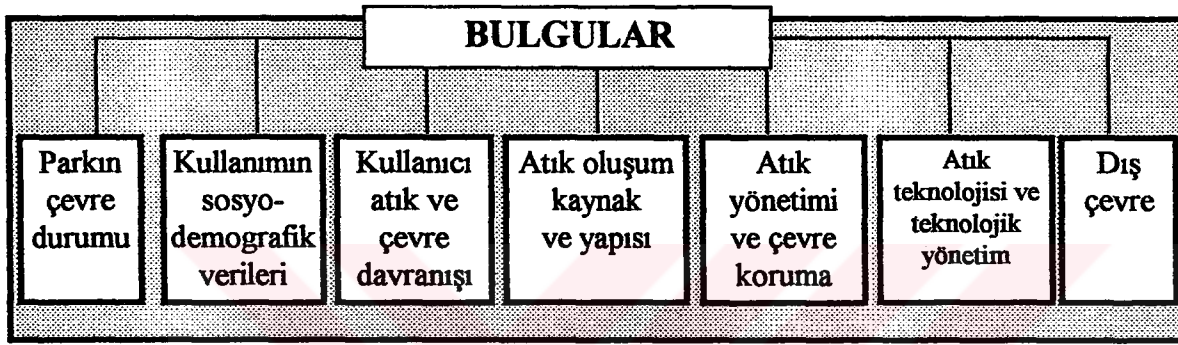 BULGULAR
Parkın
çevre
durumu
Kullanımın
sosyo-
demografik
verileri
Kullanıcı
atık ve
çevre
davranışı
Atık oluşum
kaynak
ve yapısı
Atık
yönetimi
ve çevre
koruma
Atık
teknolojisi ve
teknolojik
yönetim
Dış
çevre